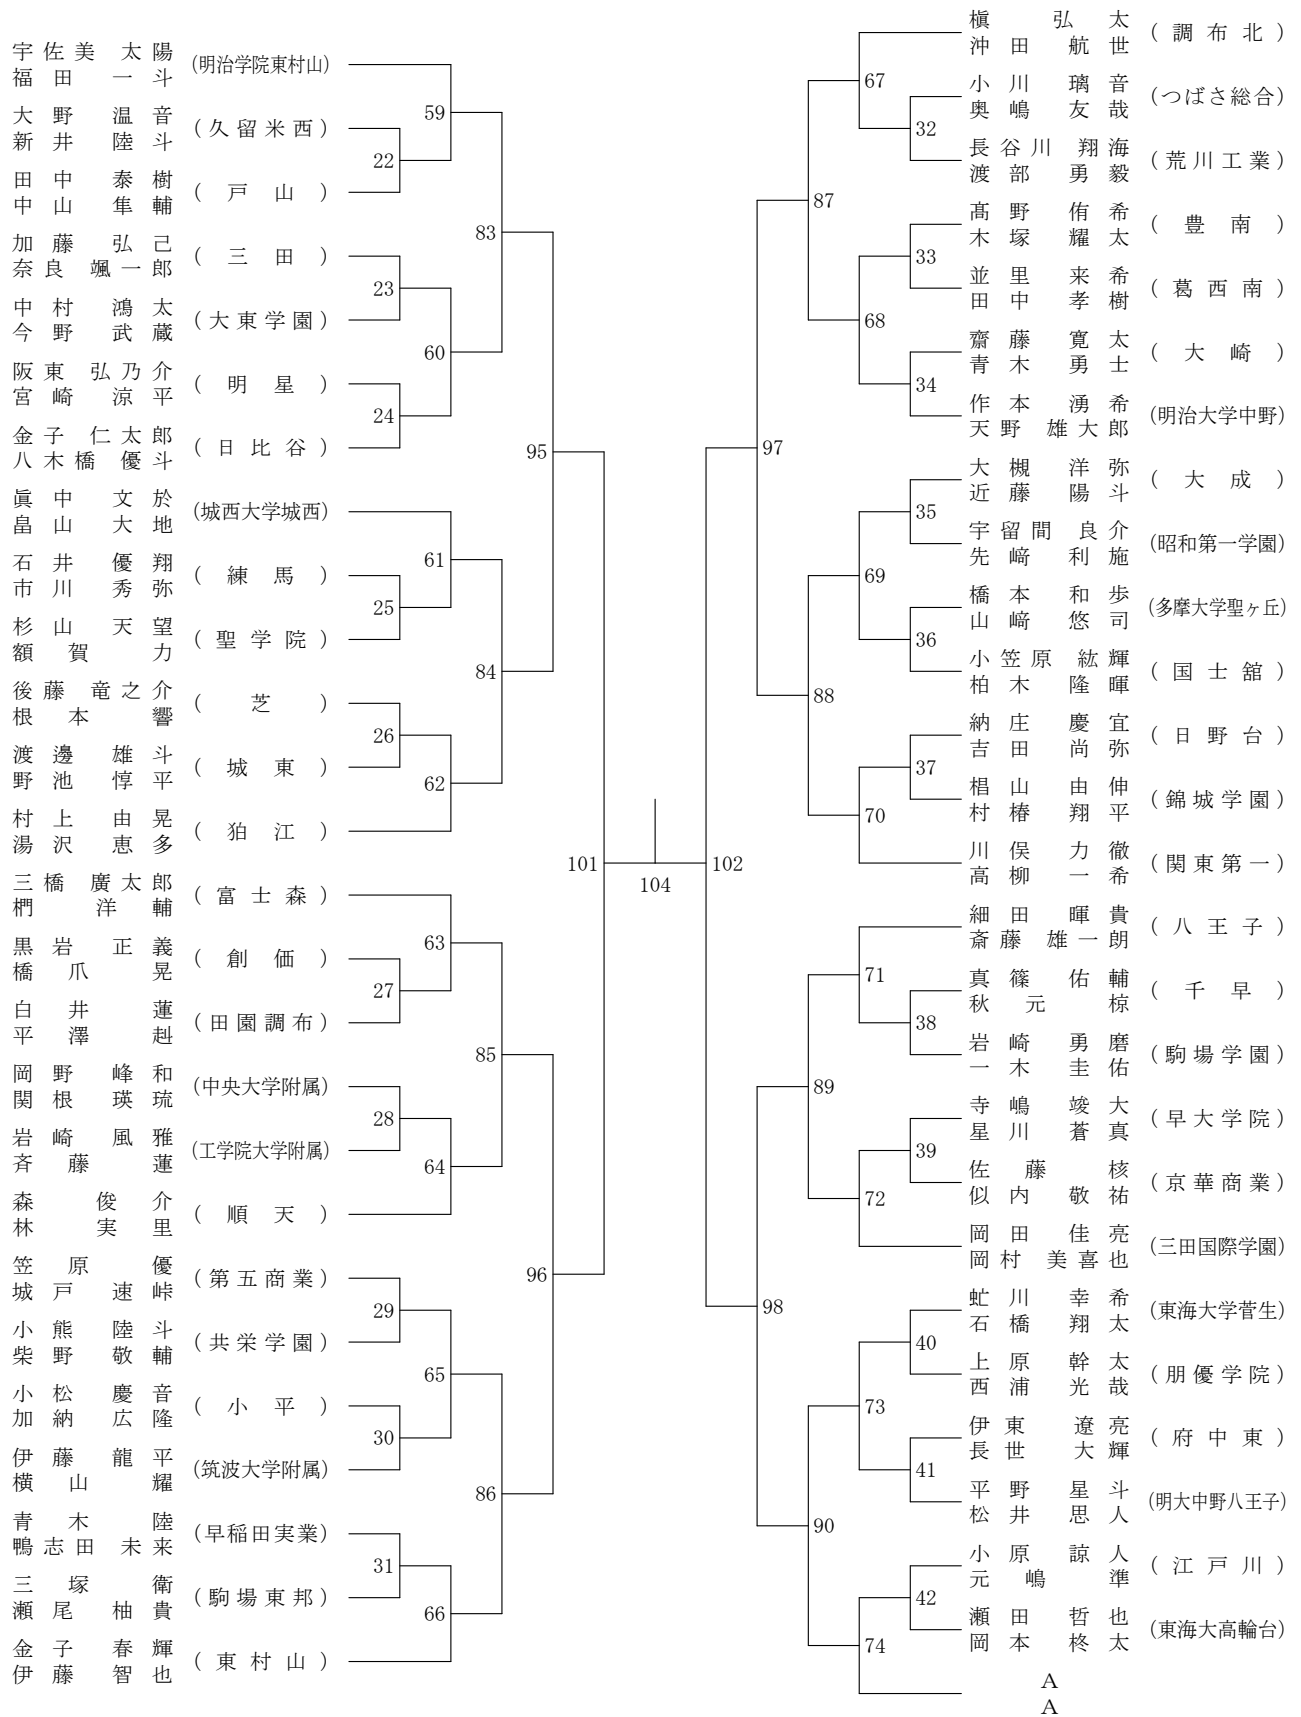 宇佐美 太陽
福田 一斗
(明治学院東村山)
大野 温音
新井 陸斗
(久留米西)
田中 泰樹
中山 隼輔
(戸山)
加藤 弘己
奈良 颯一郎
(三田)
中村 鴻太
今野 武蔵
(大東学園)
阪東 弘乃介
宮崎 涼平
(明星)
金子 仁太郎
八木橋 優斗
(日比谷)
眞中 文於
畠山 大地
(城西大学城西)
石井 優翔
市川 秀弥
(練馬)
杉山 天望
額賀 力
(聖学院)
後藤 竜之介
根本 響
(芝)
渡邊 雄斗
野池 惇平
(城東)
村上 由晃
湯沢 恵多
(狛江)
三橋 廣太郎
椚 洋輔
(富士森)
黒岩 正義
橋爪 晃
(創価)
白井 蓮
平澤 赳
(田園調布)
岡野 峰和
関根 瑛琉
(中央大学附属)
岩崎 風雅
斉藤 蓮
(工学院大学附属)
森 俊介
林 実里
(順天)
笠原 優
城戸 速峠
(第五商業)
小熊 陸斗
柴野 敬輔
(共栄学園)
小松 慶音
加納 広隆
(小平)
伊藤 龍平
横山 耀
(筑波大学附属)
青木 陸
鴨志田 未来
(早稲田実業)
三塚 衛
瀬尾 柚貴
(駒場東邦)
金子 春輝
伊藤 智也
(東村山)
22
23
24
25
26
27
28
29
30
31
59
60
61
62
63
64
65
66
83
84
85
86
95
96
101
104
102
97
98
87
88
89
90
67
68
69
70
71
72
73
74
32
33
34
35
36
37
38
39
40
41
42
槇 弘太
沖田 航世
(調布北)
小川 璃音
奥嶋 友哉
(つばさ総合)
長谷川 翔海
渡部 勇毅
(荒川工業)
髙野 侑希
木塚 耀太
(豊南)
並里 来希
田中 孝樹
(葛西南)
齋藤 寛太
青木 勇士
(大崎)
作本 湧希
天野 雄大郎
(明治大学中野)
大槻 洋弥
近藤 陽斗
(大成)
宇留間 良介
先﨑 利施
(昭和第一学園)
橋本 和歩
山﨑 悠司
(多摩大学聖ヶ丘)
小笠原 紘輝
柏木 隆暉
(国士舘)
納庄 慶宜
吉田 尚弥
(日野台)
椙山 由伸
村椿 翔平
(錦城学園)
川俣 力徹
高柳 一希
(関東第一)
細田 暉貴
斎藤 雄一朗
(八王子)
真篠 佑輔
秋元 椋
(千早)
岩崎 勇磨
一木 圭佑
(駒場学園)
寺嶋 竣大
星川 蒼真
(早大学院)
佐藤 核
似内 敬祐
(京華商業)
岡田 佳亮
岡村 美喜也
(三田国際学園)
虻川 幸希
石橋 翔太
(東海大学菅生)
上原 幹太
西浦 光哉
(朋優学院)
伊東 遼亮
長世 大輝
(府中東)
平野 星斗
松井 思人
(明大中野八王子)
小原 諒人
元嶋 準
(江戸川)
瀬田 哲也
岡本 柊太
(東海大高輪台)
A
A